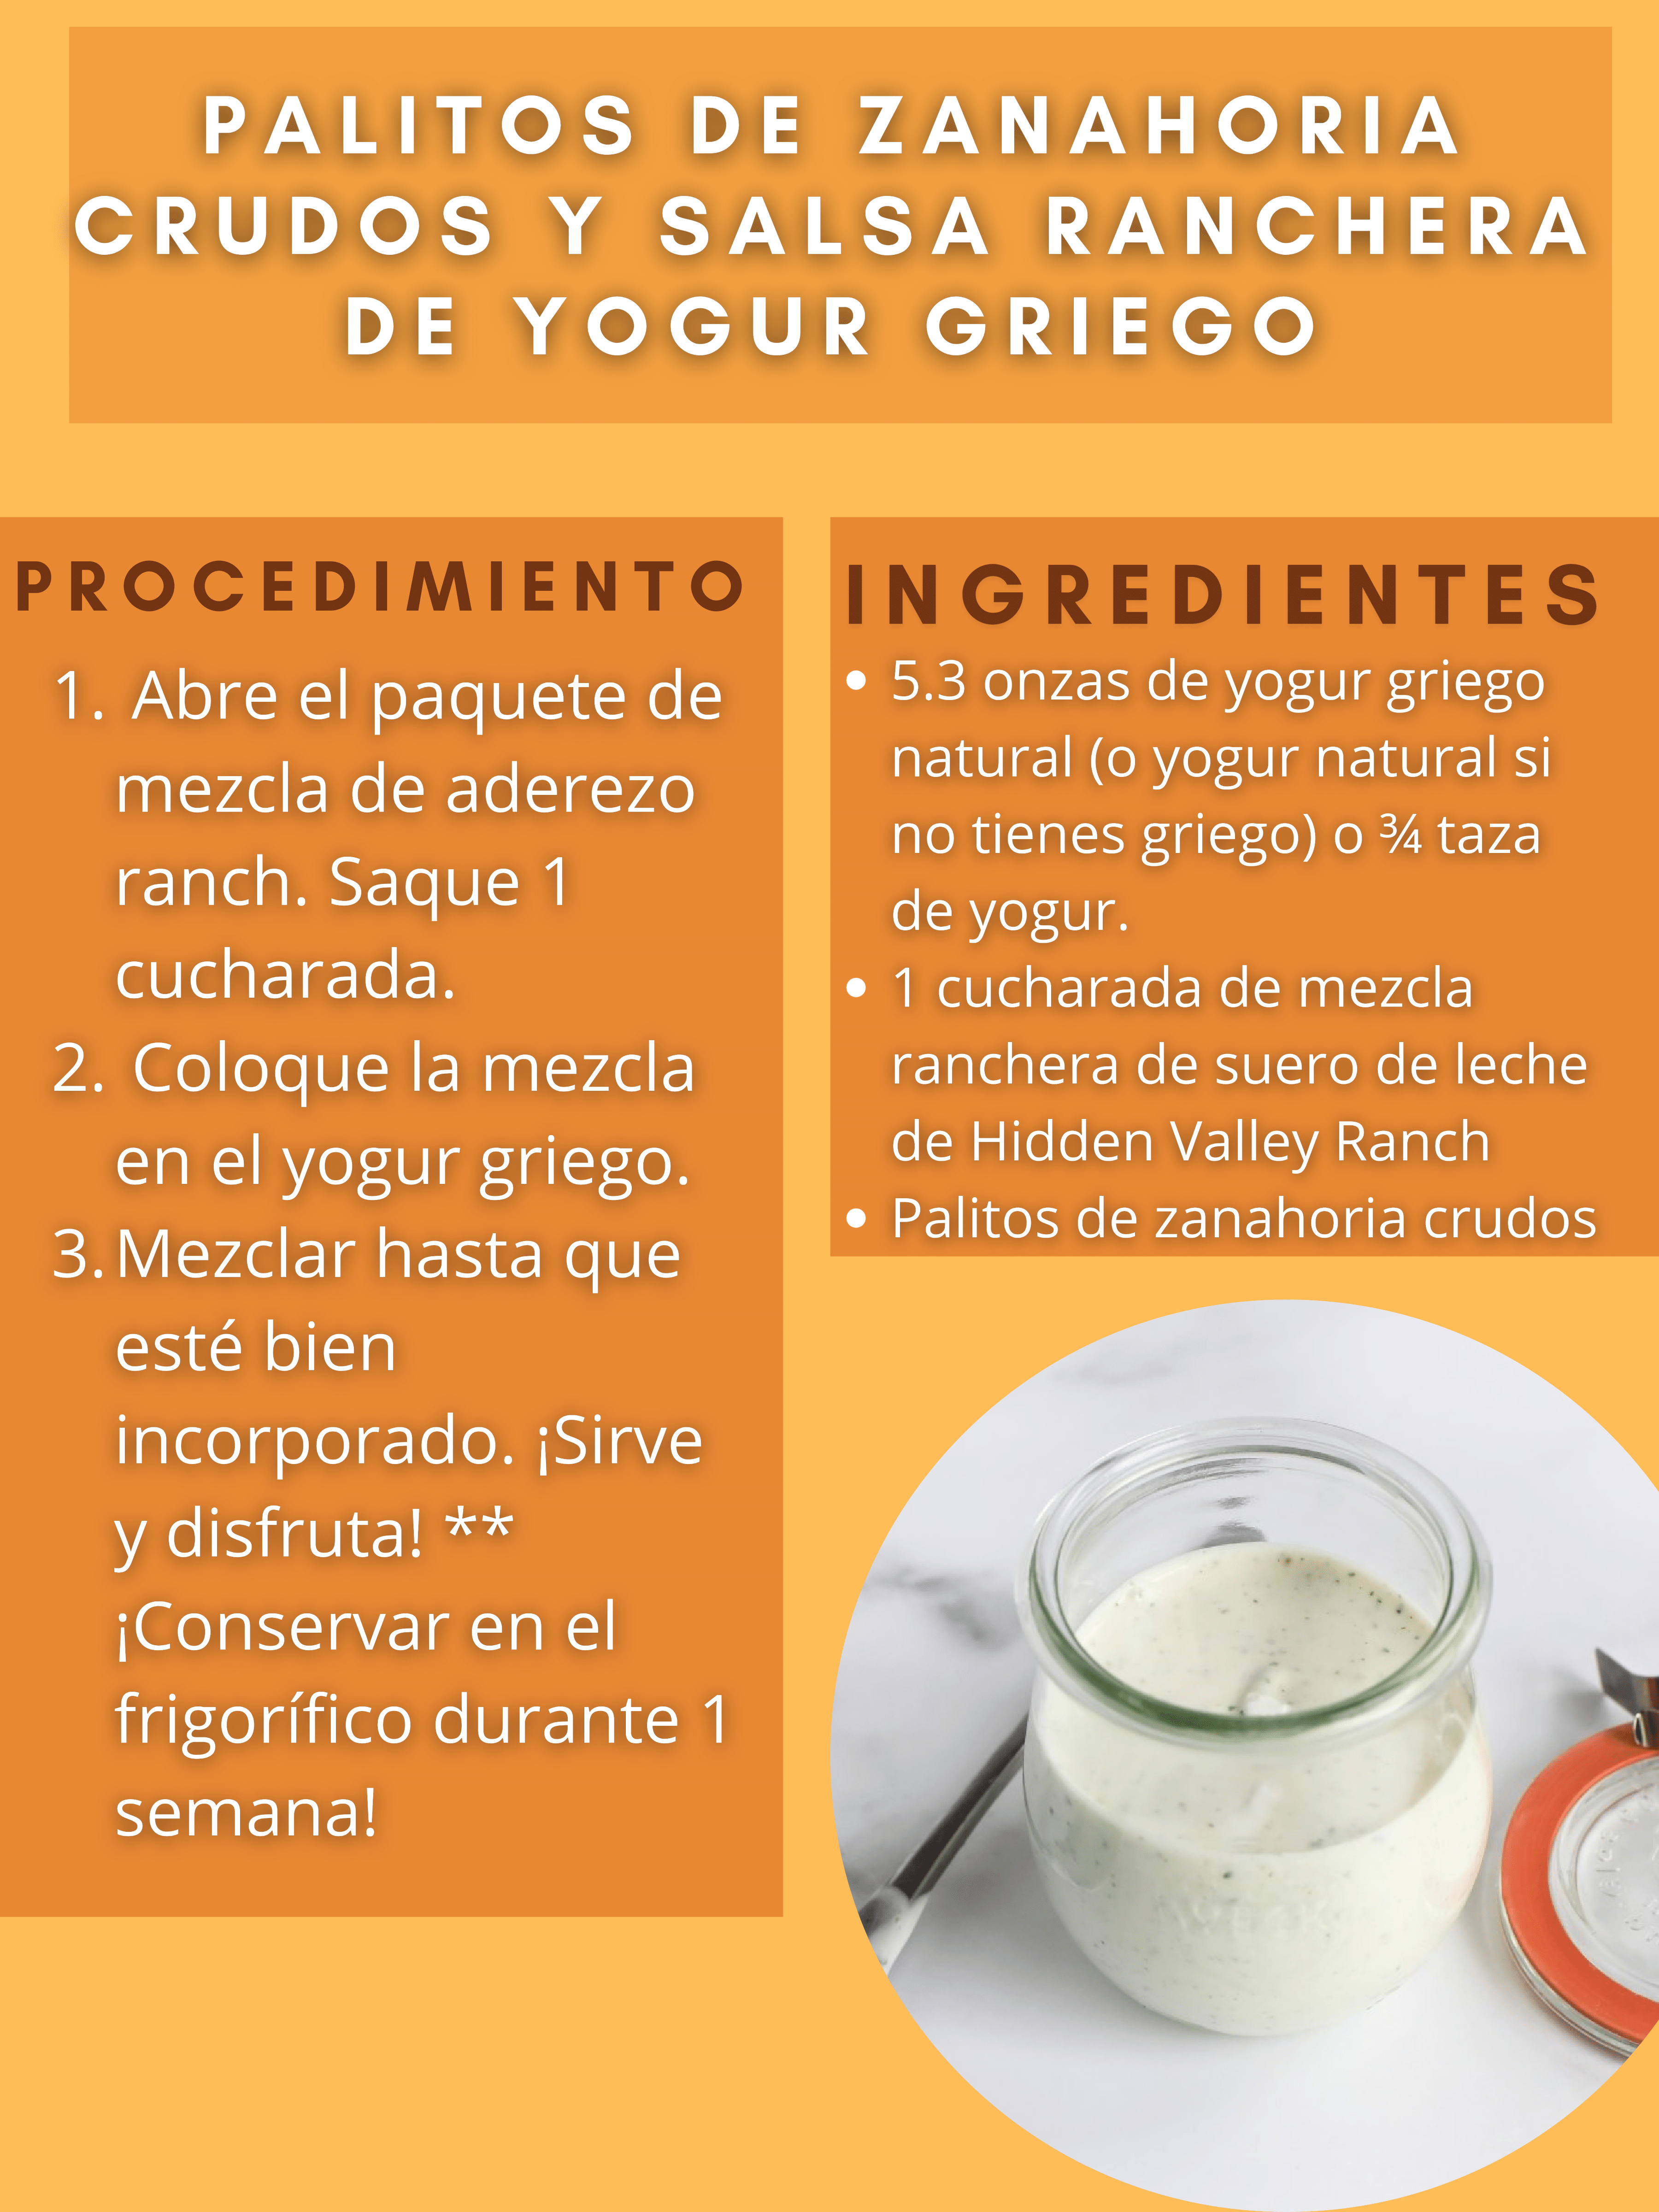 PALITOS DE ZANAHORIA
CRUDOS Y SALSA RANCHERA
DE YOGUR GRIEGO
PROCEDIMIENTO
1. Abre el paquete de
mezcla de aderezo
ranch. Saque 1
cucharada.
2. Coloque la mezcla
en el yogur griego.
3. Mezclar hasta que
esté bien
incorporado. ¡Sirve
y disfruta! **
¡Conservar en el
frigorífico durante 1
semana!
INGREDIENTES
• 5.3 onzas de yogur griego
natural (o yogur natural si
no tienes griego) o ¾ taza
de yogur.
• 1 cucharada de mezcla
ranchera de suero de leche
de Hidden Valley Ranch
• Palitos de zanahoria crudos
WECK